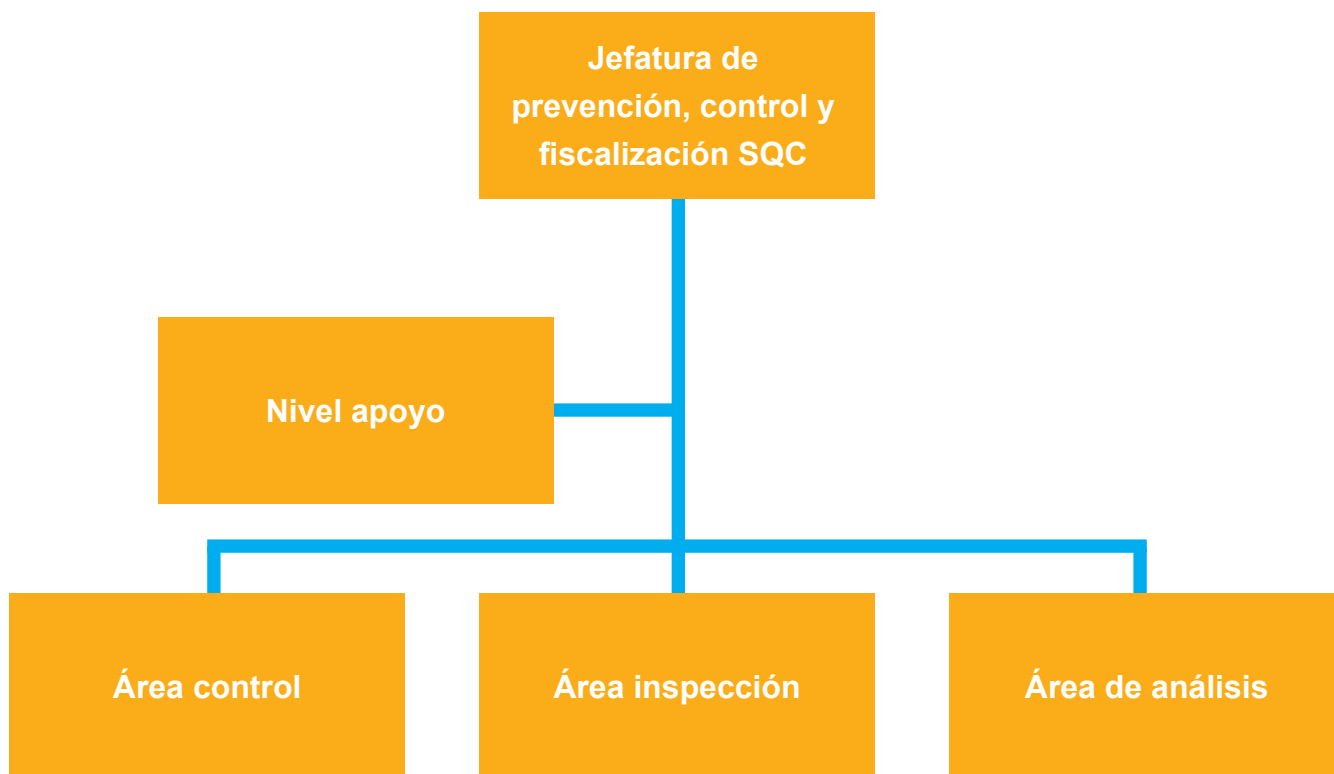 Jefatura de
prevención, control y
fiscalización SQC
Nivel apoyo
Área control
Área inspección
Área de análisis